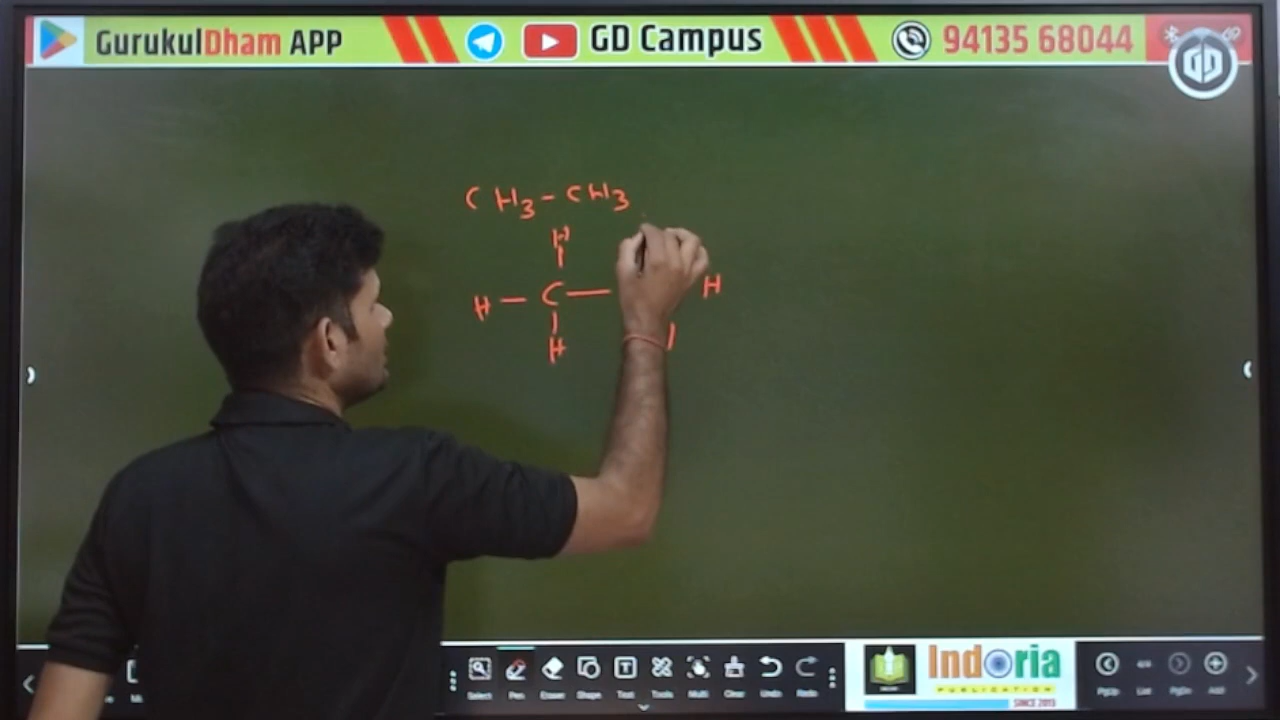 GurukulDham APP GD Campus 94135 68044
GD
CH3-CH3
H
H-C- H
H
Select Pen Eraser Shape Text Tools Multi Clear Undo Redo
Indoria
PUBLICATION
SINCE 2013
PgUp List PgDn Add